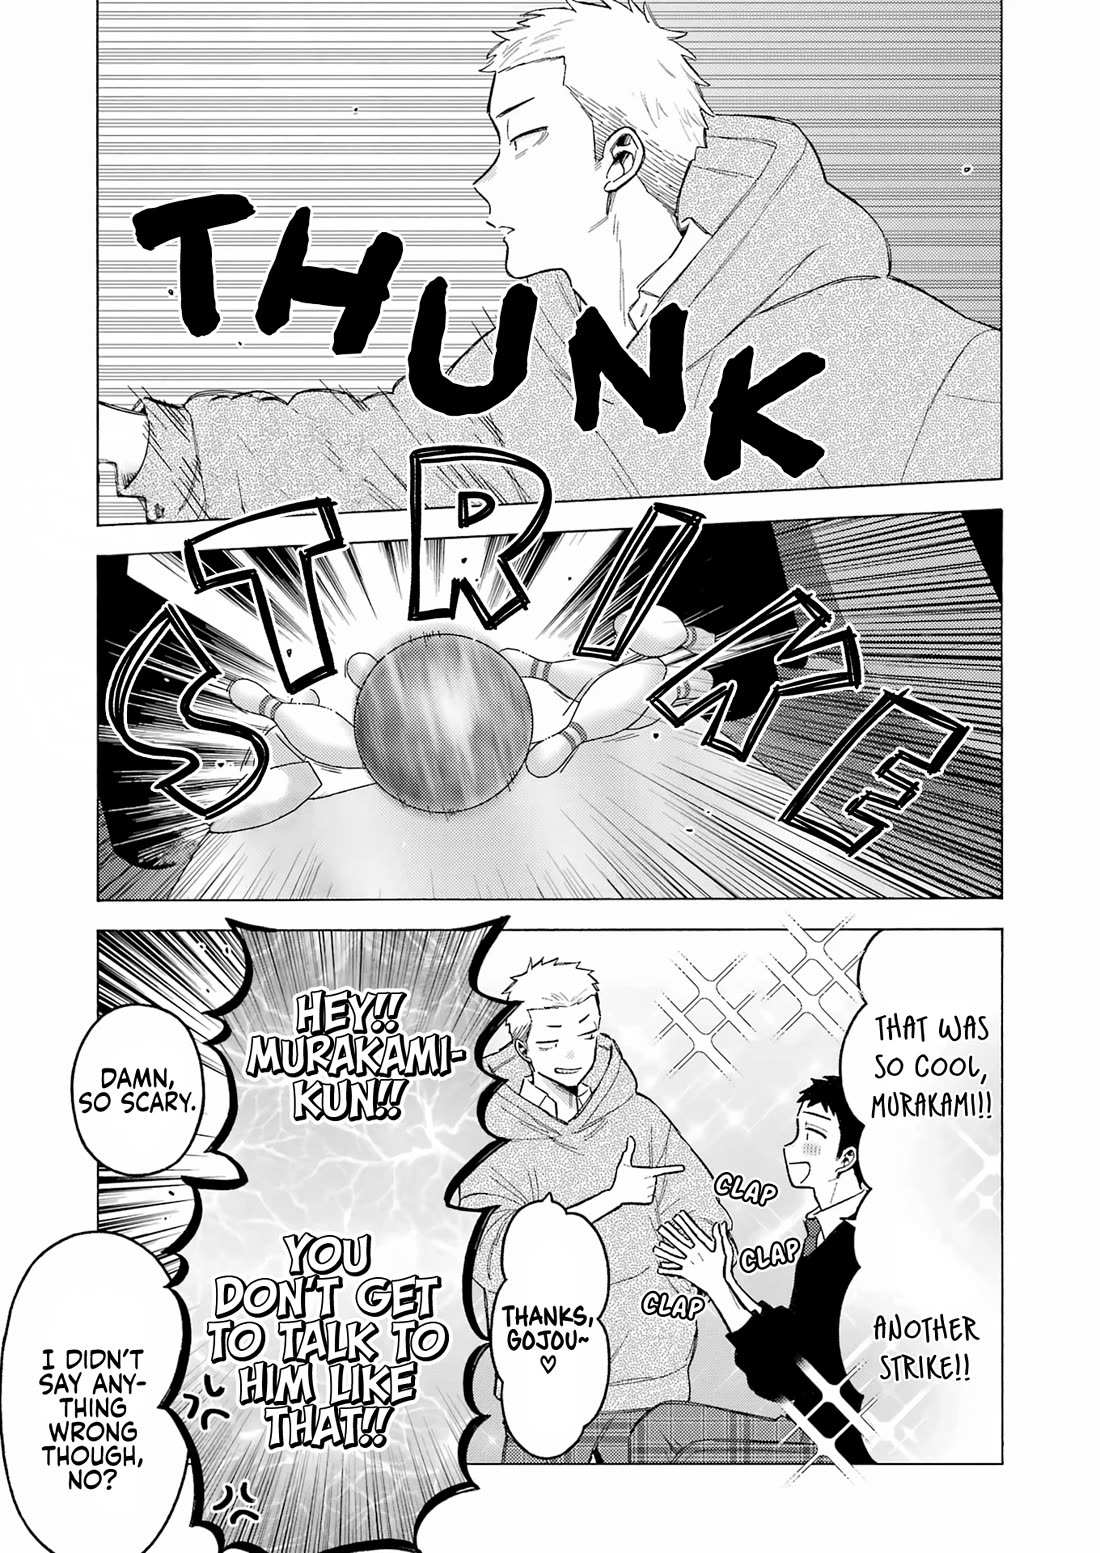 THUNK
STRIKE
THAT WAS
SO COOL,
MURAKAMI!!
ANOTHER
STRIKE!!
CLAP
CLAP
CLAP
THANKS,
GOJOU~
♡
HEY!!
MURAKAMI-
KUN!!
YOU
DON'T GET
TO TALK TO
HIM LIKE
THAT!!
DAMN,
SO SCARY.
I DIDN'T
SAY ANY-
THING
WRONG
THOUGH,
NO?